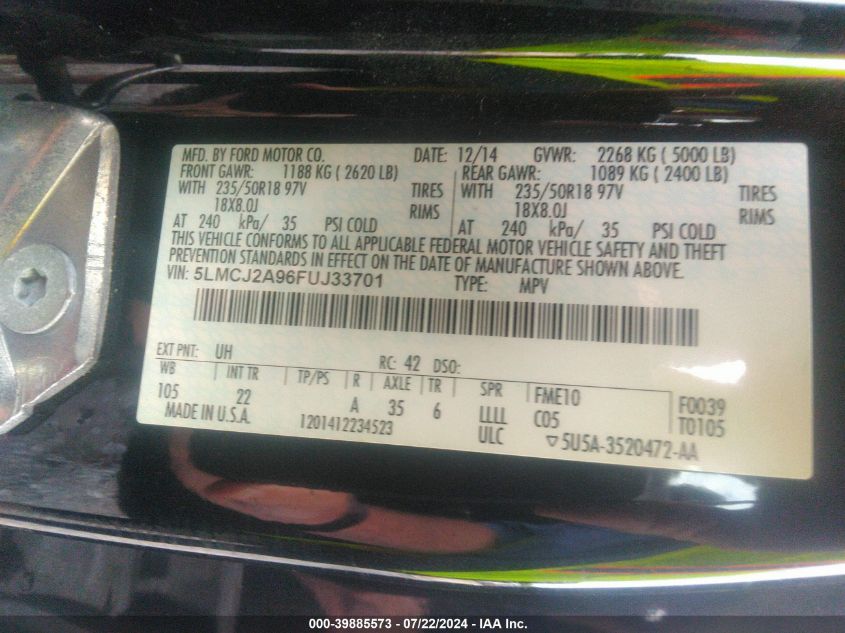 MFD. BY FORD MOTOR CO. DATE: 12/14 GVWR: 2268 KG ( 5000 LB)
FRONT GAWR: 1188 KG ( 2620 LB) REAR GAWR: 1089 KG ( 2400 LB)
WITH 235/50R18 97V TIRES WITH 235/50R18 97V TIRES
18X8.0J RIMS 18X8.0J RIMS
AT 240 kPa/ 35 PSI COLD AT 240 kPa/ 35 PSI COLD
THIS VEHICLE CONFORMS TO ALL APPLICABLE FEDERAL MOTOR VEHICLE SAFETY AND THEFT
PREVENTION STANDARDS IN EFFECT ON THE DATE OF MANUFACTURE SHOWN ABOVE.
VIN: 5LMCJ2A96FUJ33701 TYPE: MPV
EXT PNT: UH RC: 42 DSO:
WB INT TR TP/PS R AXLE TR SPR FME10 F0039
105 22 A 35 6 LLLL C05 T0105
MADE IN U.S.A. 1201412234523 ULC ▽5U5A-3520472-AA
000-39885573 / 07/22/2024 - IAA Inc.